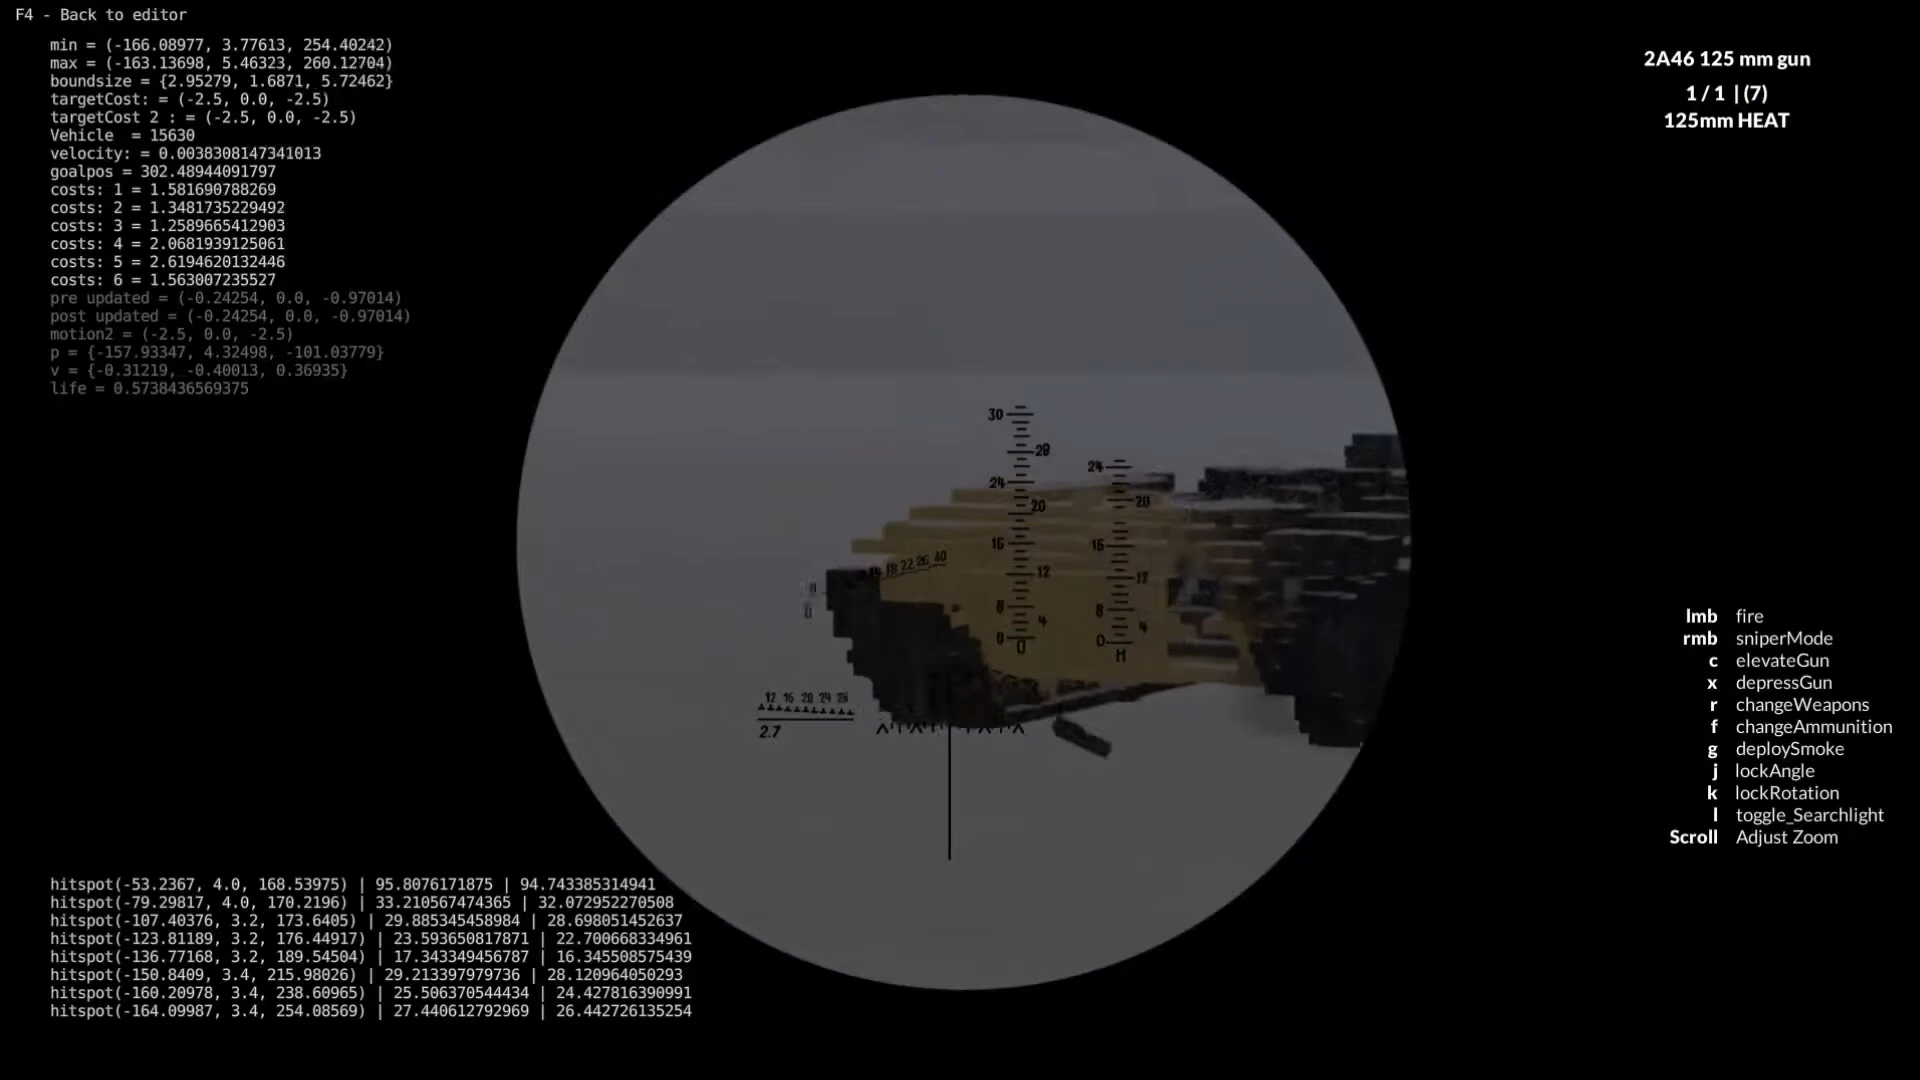 F4 - Back to editor
min = (-166.08977, 3.77613, 254.40242)
max = (-163.13698, 5.46323, 260.12704)
boundsize = {2.95279, 1.6871, 5.72462}
targetCost: = (-2.5, 0.0, -2.5)
targetCost 2 : = (-2.5, 0.0, -2.5)
Vehicle  = 15630
velocity: = 0.0038308147341013
goalpos = 302.48944091797
costs: 1 = 1.581690788269
costs: 2 = 1.3481735229492
costs: 3 = 1.2589665412903
costs: 4 = 2.0681939125061
costs: 5 = 2.6194620132446
costs: 6 = 1.563007235527
pre updated = (-0.24254, 0.0, -0.97014)
post updated = (-0.24254, 0.0, -0.97014)
motion2 = (-2.5, 0.0, -2.5)
p = {-157.93347, 4.32498, -101.03779}
v = {-0.31219, -0.40013, 0.36935}
life = 0.5738436569375
2A46 125 mm gun
1 / 1 | (7)
125mm HEAT
30
28
24 24
20 20
18 22 26 40
12
8 8
4 4
0 0
12 16 20 24 28
2.7
lmb fire
rmb sniperMode
c elevateGun
x depressGun
r changeWeapons
f changeAmmunition
g deploySmoke
j lockAngle
k lockRotation
l toggle_Searchlight
Scroll Adjust Zoom
hitspot(-53.2367, 4.0, 168.53975) | 95.8076171875 | 94.743385314941
hitspot(-79.29817, 4.0, 170.2196) | 33.210567474365 | 32.072952270508
hitspot(-107.40376, 3.2, 173.6405) | 29.885345458984 | 28.698051452637
hitspot(-123.81189, 3.2, 176.44917) | 23.593650817871 | 22.700668334961
hitspot(-136.77168, 3.2, 189.54504) | 17.343349456787 | 16.345508575439
hitspot(-150.8409, 3.4, 215.98026) | 29.213397979736 | 28.120964050293
hitspot(-160.20978, 3.4, 238.60965) | 25.506370544434 | 24.427816390991
hitspot(-164.09987, 3.4, 254.08569) | 27.440612792969 | 26.442726135254